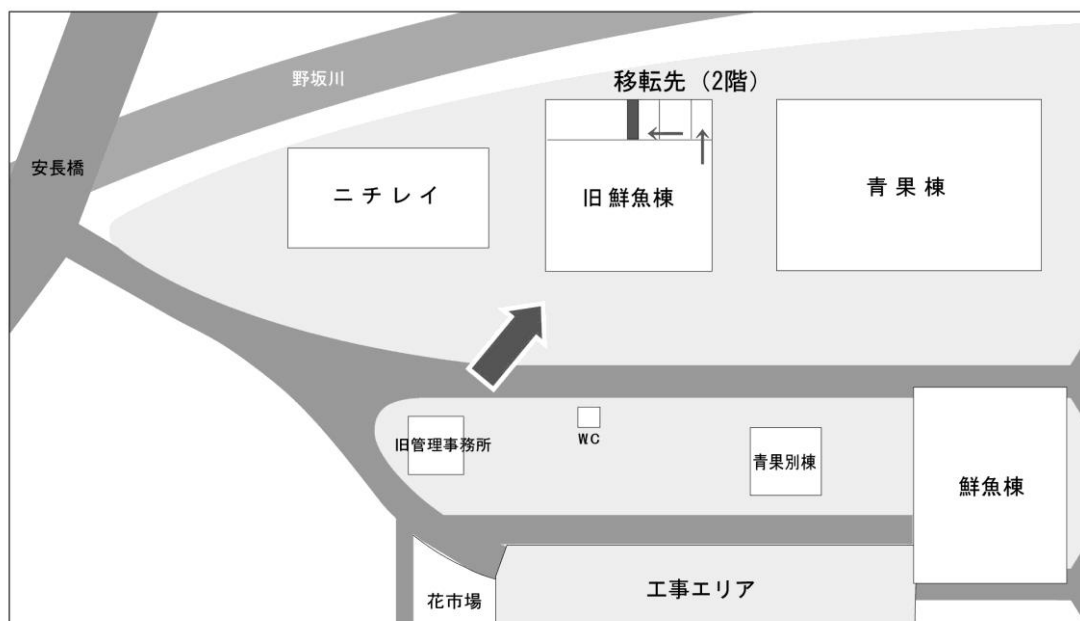 移転先（2階）
野坂川
安長橋
ニチレイ
旧鮮魚棟
青果棟
旧管理事務所
WC
青果別棟
鮮魚棟
花市場
工事エリア